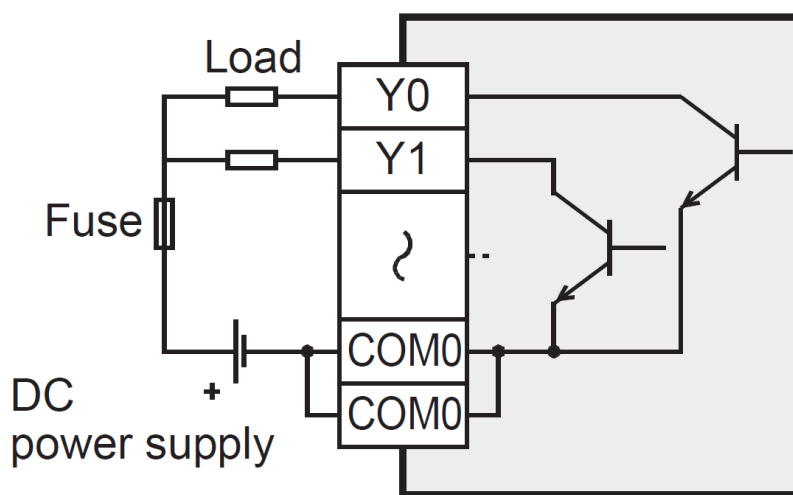 Load
Y0
Y1
Fuse
~
COM0
+
COM0
DC
power supply